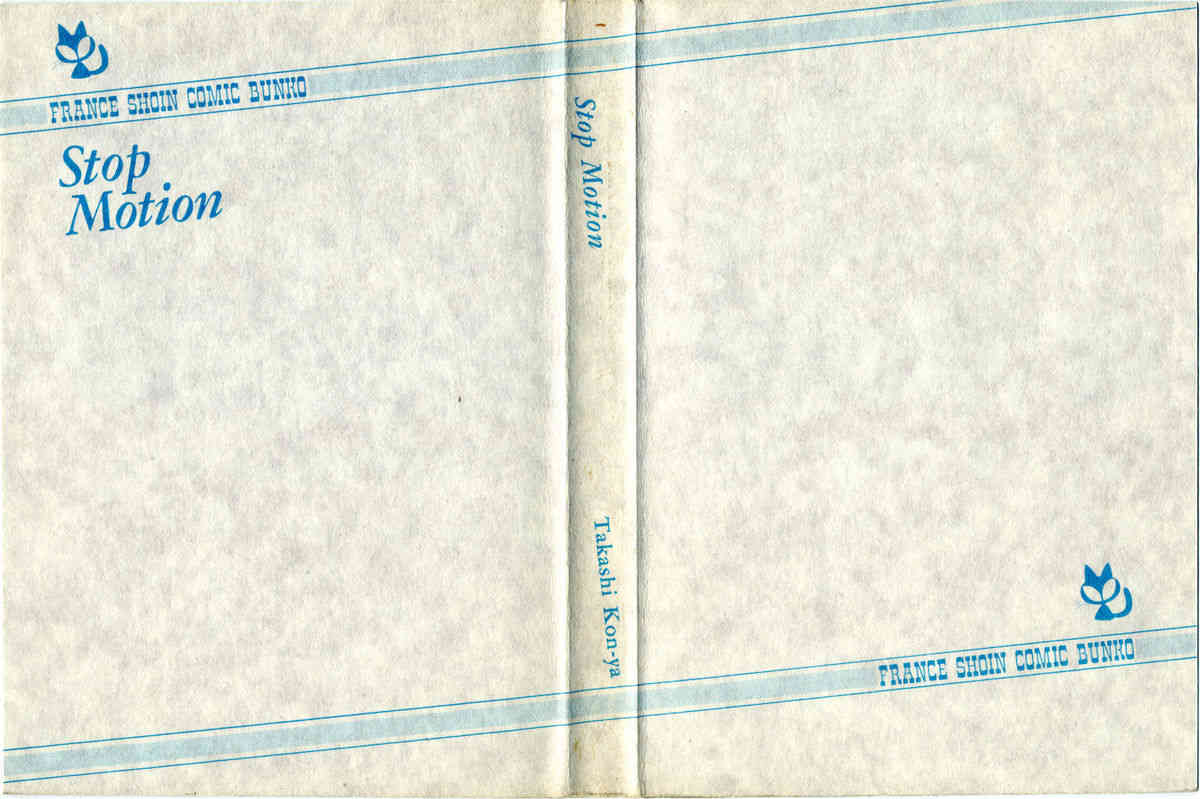 FRANCE SHOIN COMIC BUNKO
Stop
Motion
Stop Motion
Takashi Kon-ya
FRANCE SHOIN COMIC BUNKO